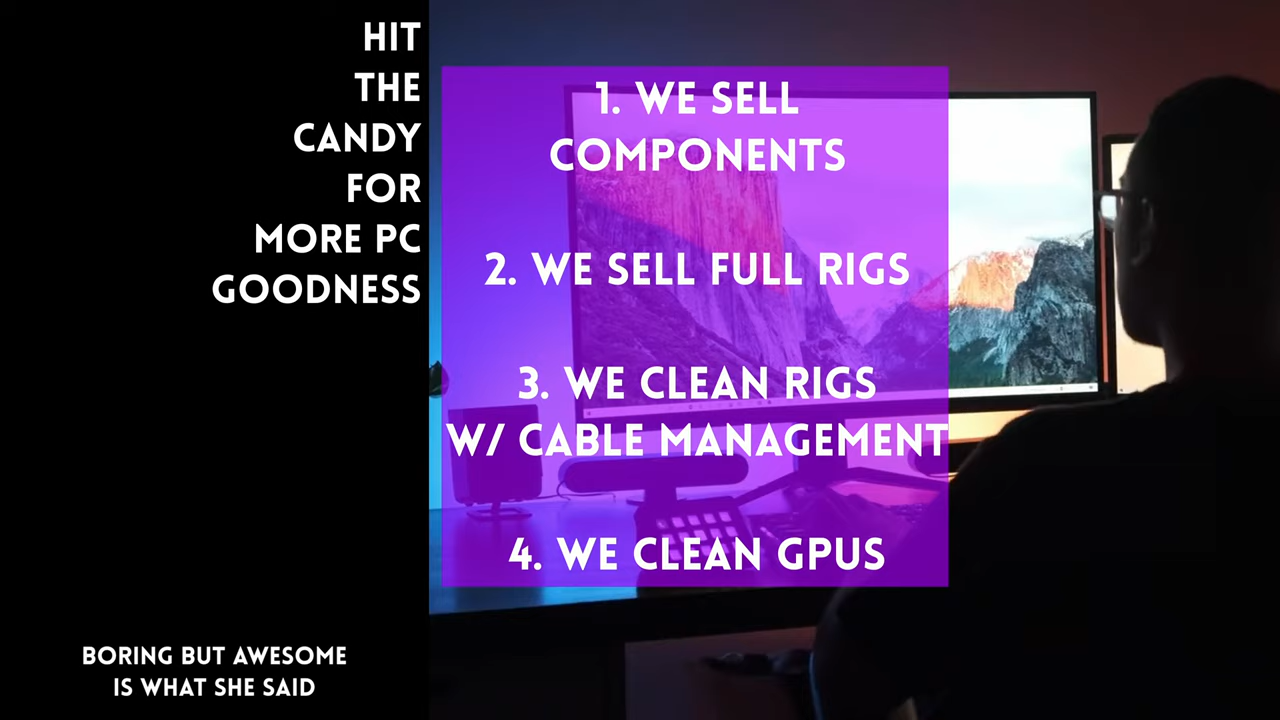 HIT
THE
CANDY
FOR
MORE PC
GOODNESS
1. WE SELL
COMPONENTS
2. WE SELL FULL RIGS
3. WE CLEAN RIGS
W/ CABLE MANAGEMENT
4. WE CLEAN GPUS
BORING BUT AWESOME
IS WHAT SHE SAID